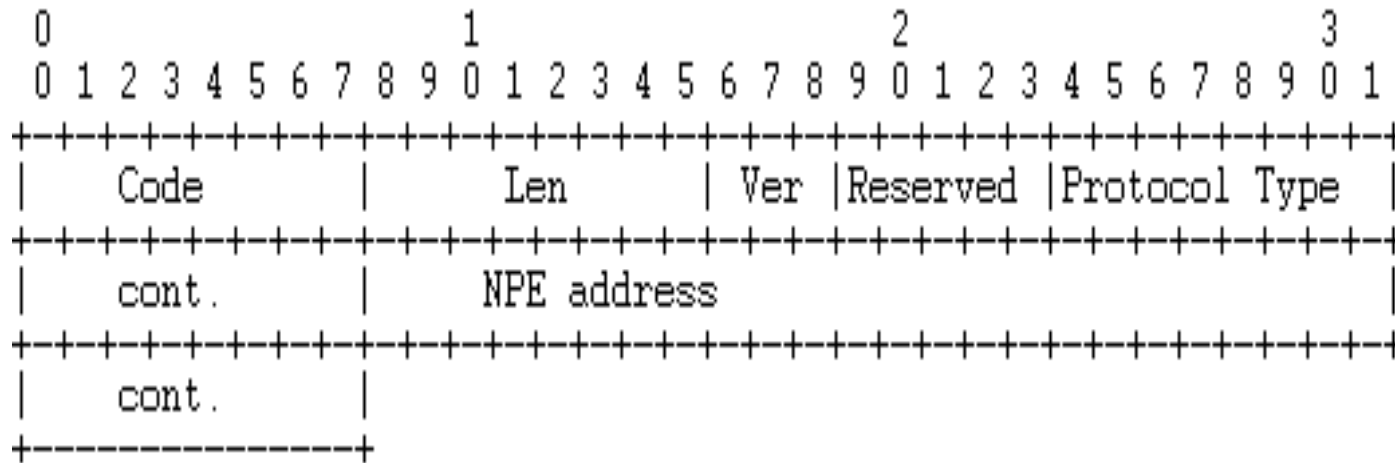 0 1 2 3
0 1 2 3 4 5 6 7 8 9 0 1 2 3 4 5 6 7 8 9 0 1 2 3 4 5 6 7 8 9 0 1
+-+-+-+-+-+-+-+-+-+-+-+-+-+-+-+-+-+-+-+-+-+-+-+-+-+-+-+-+-+-+-+-+
| Code | Len | Ver |Reserved |Protocol Type |
+-+-+-+-+-+-+-+-+-+-+-+-+-+-+-+-+-+-+-+-+-+-+-+-+-+-+-+-+-+-+-+-+
| cont. | NPE address |
+-+-+-+-+-+-+-+-+-+-+-+-+-+-+-+-+-+-+-+-+-+-+-+-+-+-+-+-+-+-+-+-+
| cont. |
+---------------+